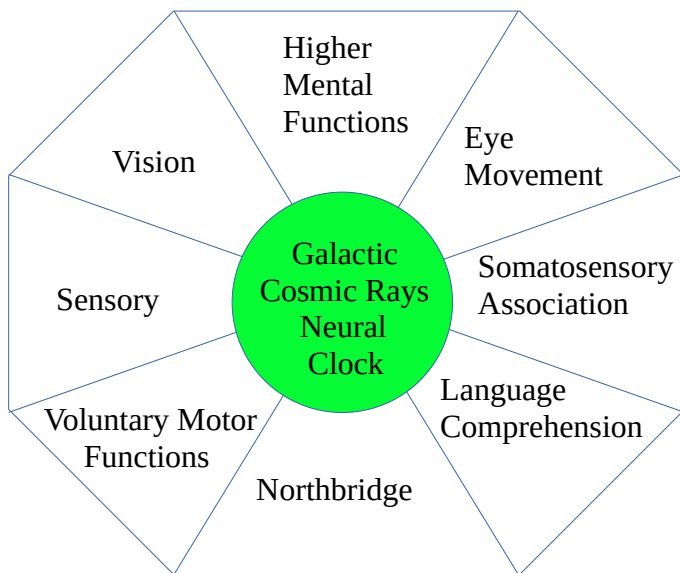 Higher
Mental
Functions
Eye
Movement
Vision
Somatosensory
Association
Sensory
Galactic
Cosmic Rays
Neural
Clock
Language
Comprehension
Voluntary Motor
Functions
Northbridge